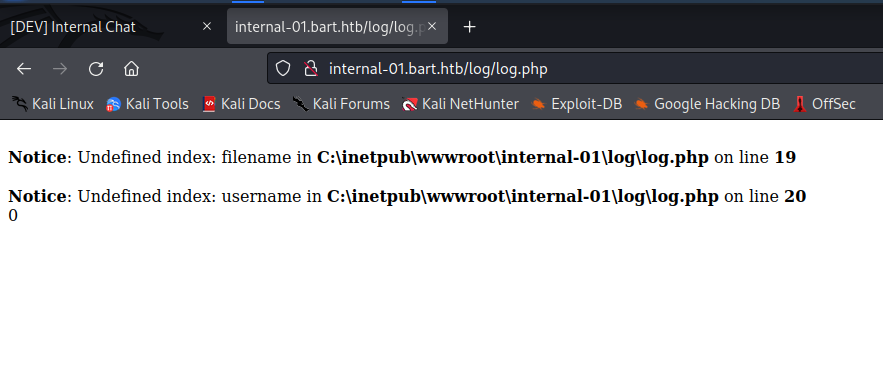 [DEV] Internal Chat
internal-01.bart.htb/log/log.p
internal-01.bart.htb/log/log.php
Kali Linux Kali Tools Kali Docs Kali Forums Kali NetHunter Exploit-DB Google Hacking DB OffSec
Notice: Undefined index: filename in C:\inetpub\wwwroot\internal-01\log\log.php on line 19
Notice: Undefined index: username in C:\inetpub\wwwroot\internal-01\log\log.php on line 20
0